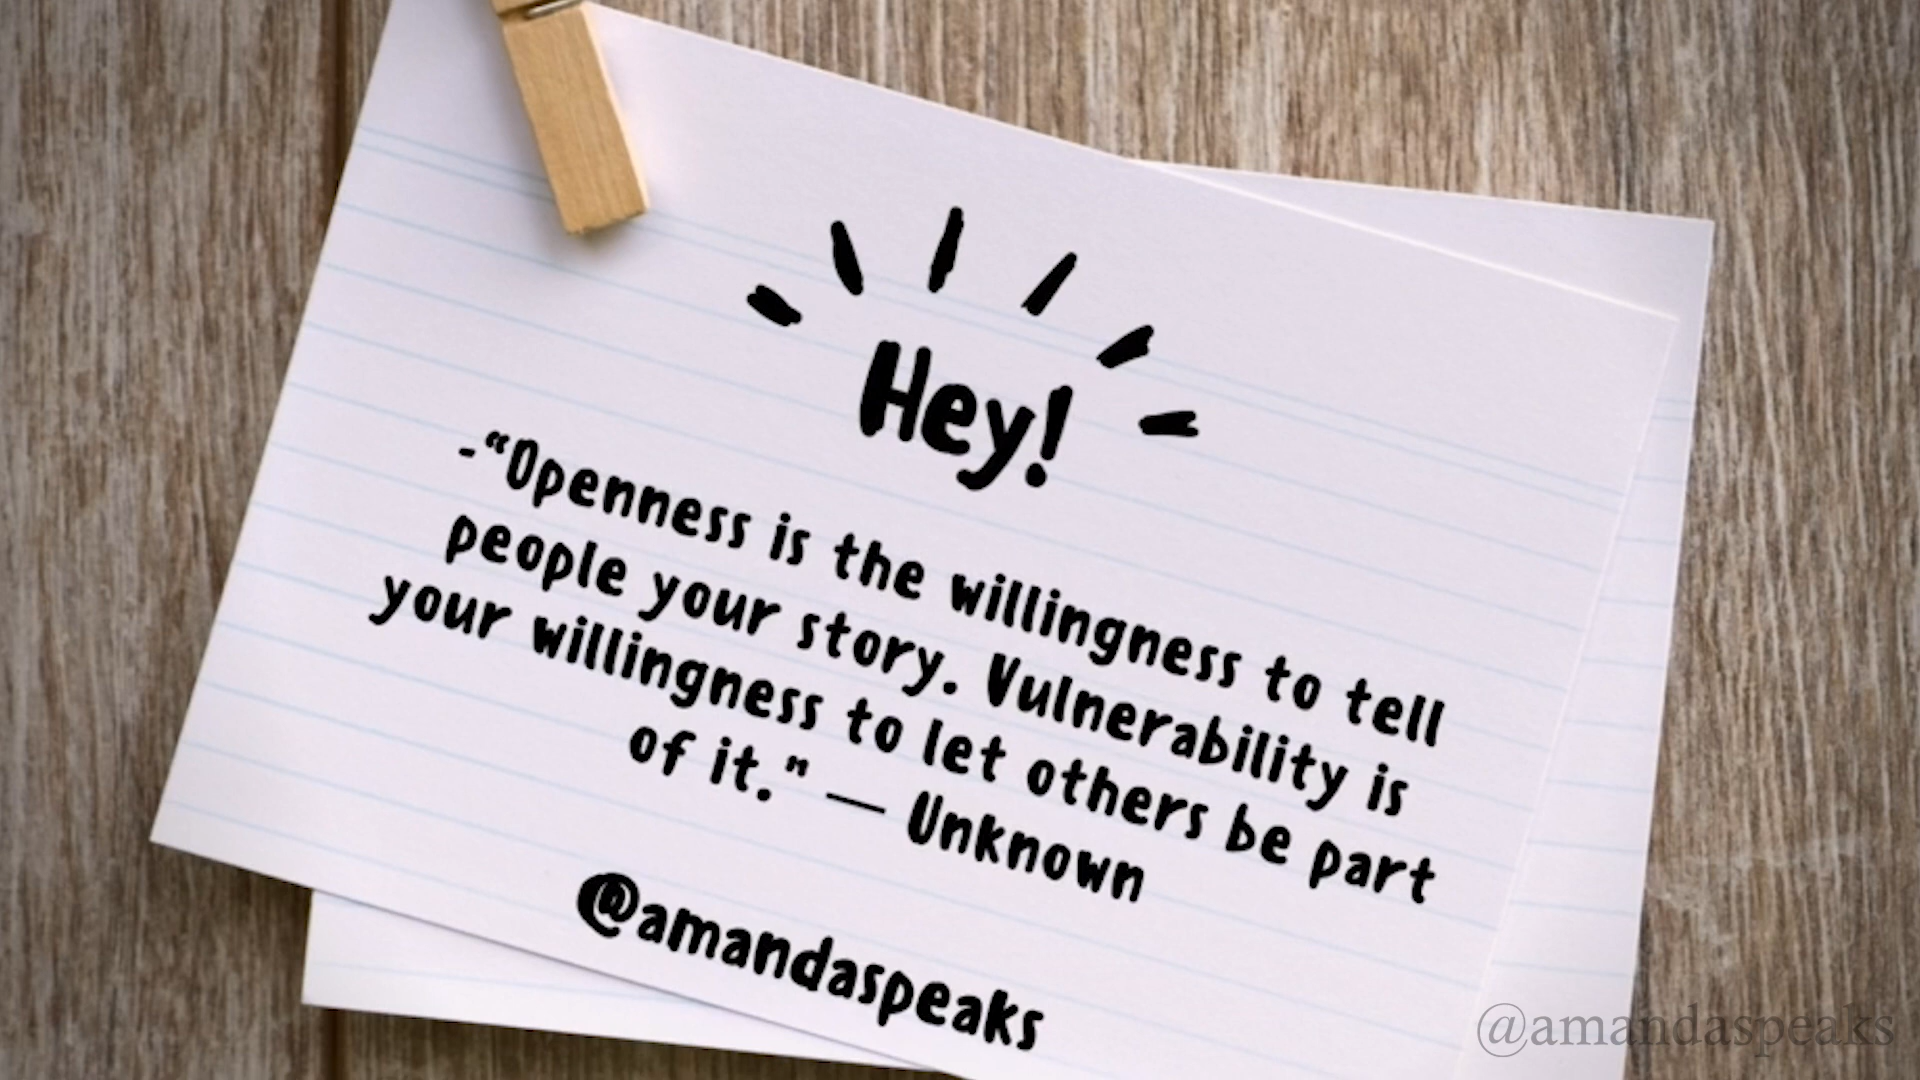 Hey!
-“Openness is the willingness to tell
people your story. Vulnerability is
your willingness to let others be part
of it.” — Unknown
@amandaspeaks
@amandaspeaks